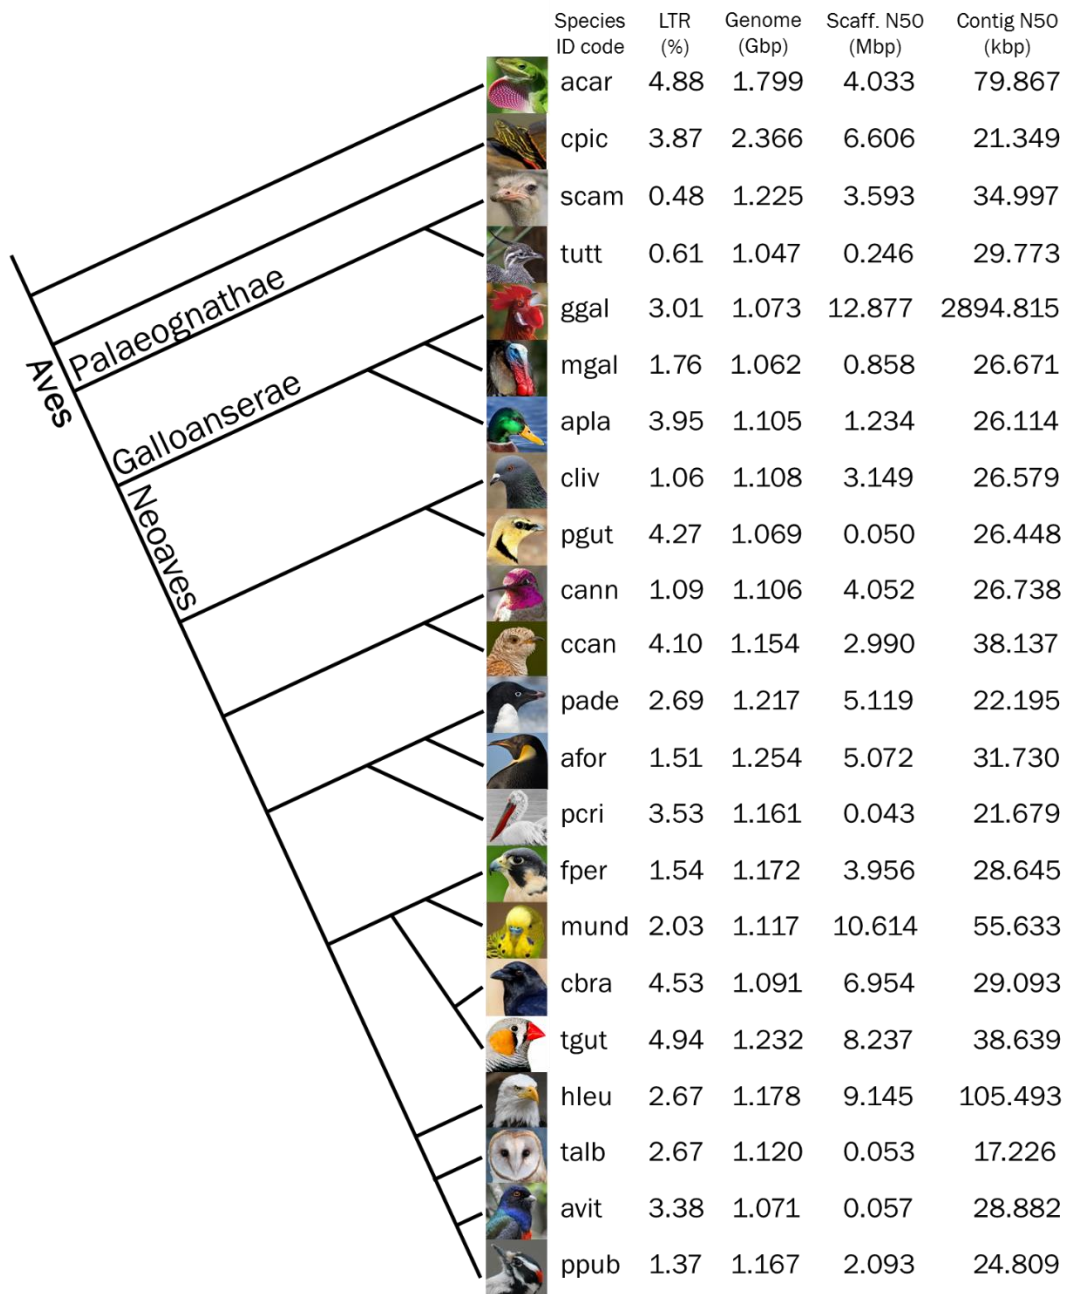 Species LTR Genome Scaff. N50 Contig N50
ID code (%) (Gbp) (Mbp) (kbp)
acar 4.88 1.799 4.033 79.867
cpic 3.87 2.366 6.606 21.349
scam 0.48 1.225 3.593 34.997
tutt 0.61 1.047 0.246 29.773
Palaeognathae
ggal 3.01 1.073 12.877 2894.815
Aves
mgal 1.76 1.062 0.858 26.671
Galloanserae
apla 3.95 1.105 1.234 26.114
cliv 1.06 1.108 3.149 26.579
Neoaves
pgut 4.27 1.069 0.050 26.448
cann 1.09 1.106 4.052 26.738
ccan 4.10 1.154 2.990 38.137
pade 2.69 1.217 5.119 22.195
afor 1.51 1.254 5.072 31.730
pcri 3.53 1.161 0.043 21.679
fper 1.54 1.172 3.956 28.645
mund 2.03 1.117 10.614 55.633
cbra 4.53 1.091 6.954 29.093
tgut 4.94 1.232 8.237 38.639
hleu 2.67 1.178 9.145 105.493
talb 2.67 1.120 0.053 17.226
avit 3.38 1.071 0.057 28.882
ppub 1.37 1.167 2.093 24.809